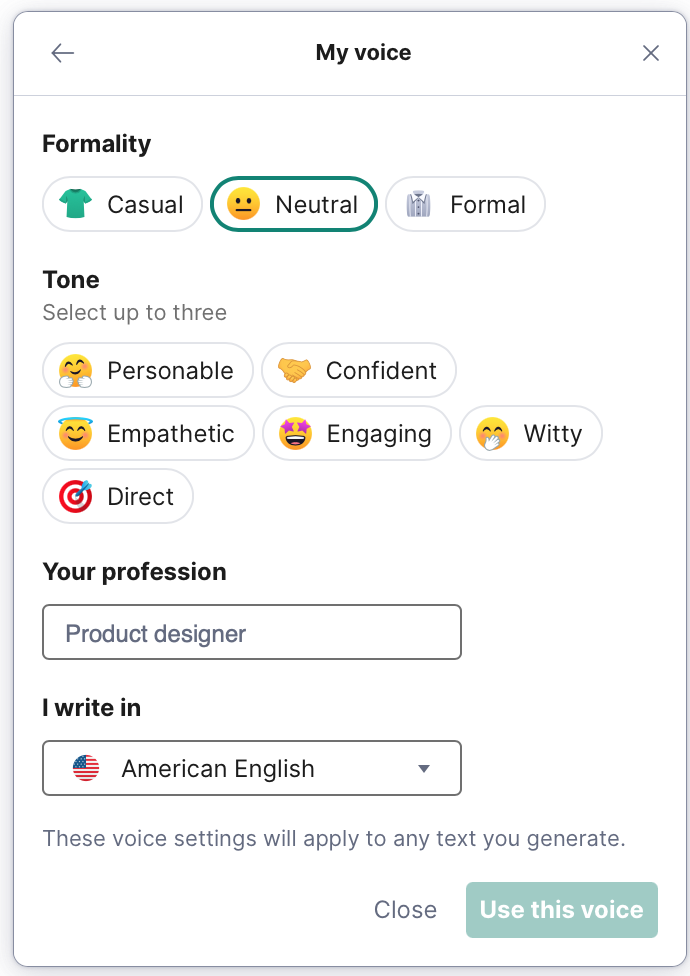 My voice
Formality
Casual Neutral Formal
Tone
Select up to three
Personable Confident
Empathetic Engaging Witty
Direct
Your profession
Product designer
I write in
American English
These voice settings will apply to any text you generate.
Close Use this voice